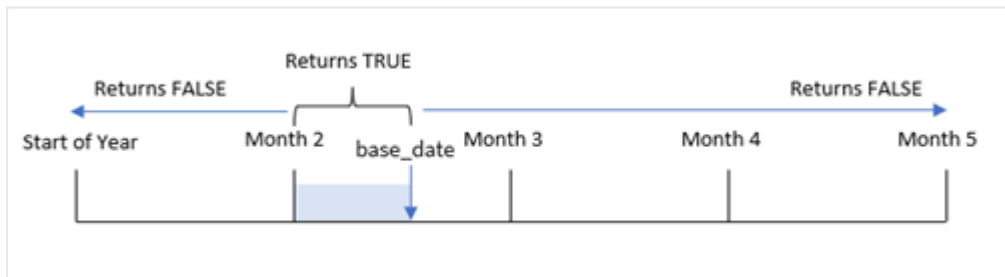 Returns TRUE
Returns FALSE
Returns FALSE
Start of Year
Month 2
base_date
Month 3
Month 4
Month 5